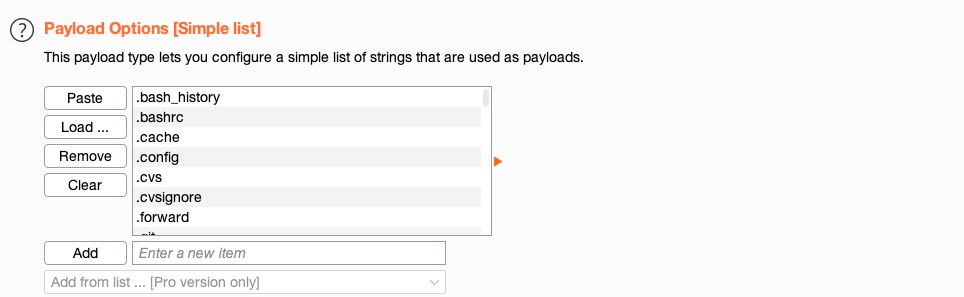 ? Payload Options [Simple list]
This payload type lets you configure a simple list of strings that are used as payloads.
Paste
Load ...
Remove
Clear
.bash_history
.bashrc
.cache
.config
.cvs
.cvsignore
.forward
.git
Add
Enter a new item
Add from list ... [Pro version only]